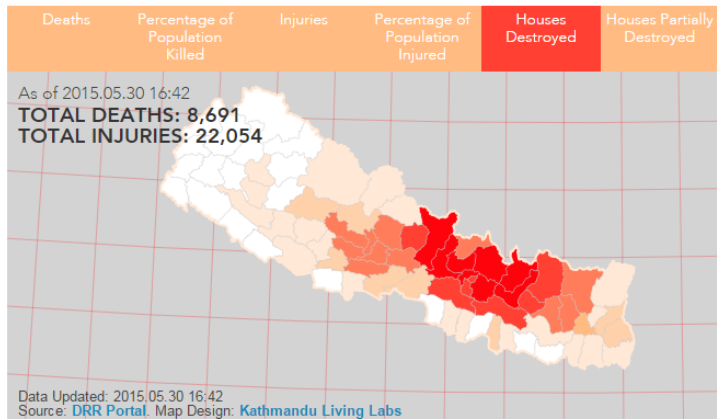 Deaths
Percentage of
Population
Killed
Injuries
Percentage of
Population
Injured
Houses
Destroyed
Houses Partially
Destroyed
As of 2015.05.30 16:42
TOTAL DEATHS: 8,691
TOTAL INJURIES: 22,054
Data Updated: 2015.05.30 16:42
Source: DRR Portal. Map Design: Kathmandu Living Labs